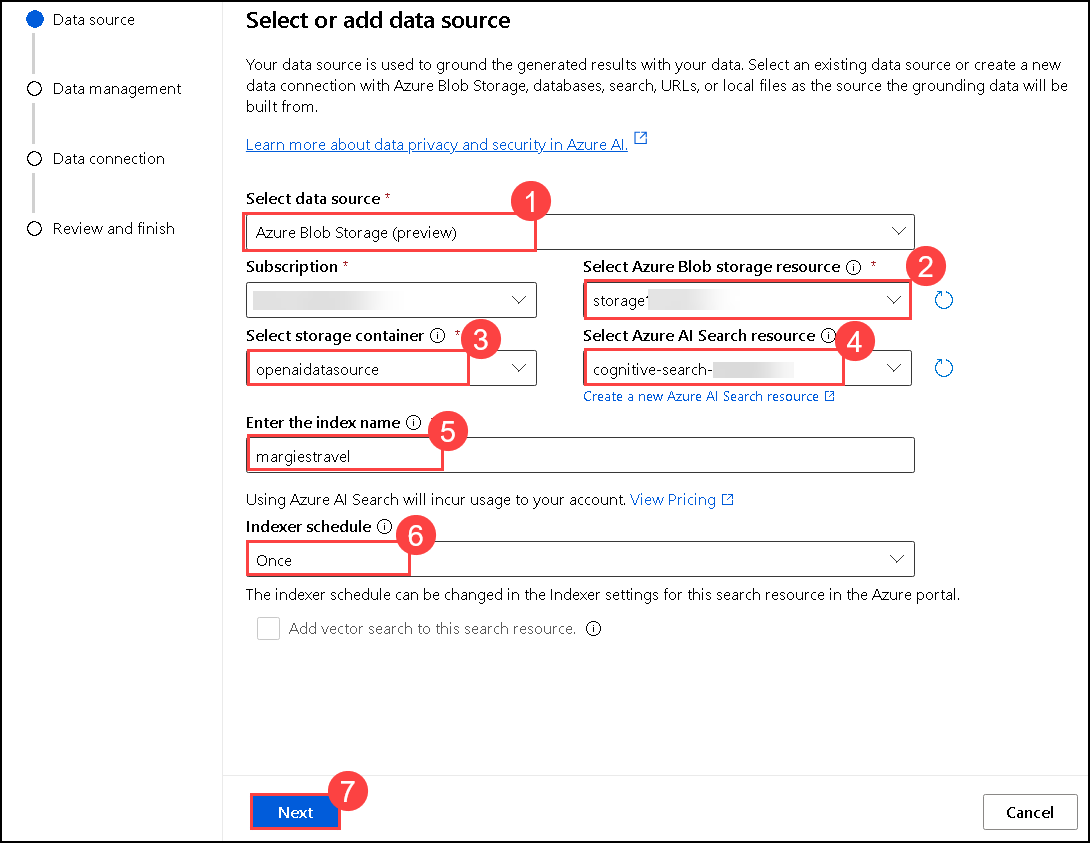 Data source
Data management
Data connection
Review and finish
Select or add data source
Your data source is used to ground the generated results with your data. Select an existing data source or create a new
data connection with Azure Blob Storage, databases, search, URLs, or local files as the source the grounding data will be
built from.
Learn more about data privacy and security in Azure AI.
Select data source *
1
Azure Blob Storage (preview)
Subscription *
Select Azure Blob storage resource *
2
storage
Select storage container *
3
Select Azure AI Search resource
4
openaidatasource
cognitive-search-
Create a new Azure AI Search resource
Enter the index name
5
margiestravel
Using Azure AI Search will incur usage to your account. View Pricing
Indexer schedule
6
Once
The indexer schedule can be changed in the Indexer settings for this search resource in the Azure portal.
Add vector search to this search resource.
7
Next
Cancel